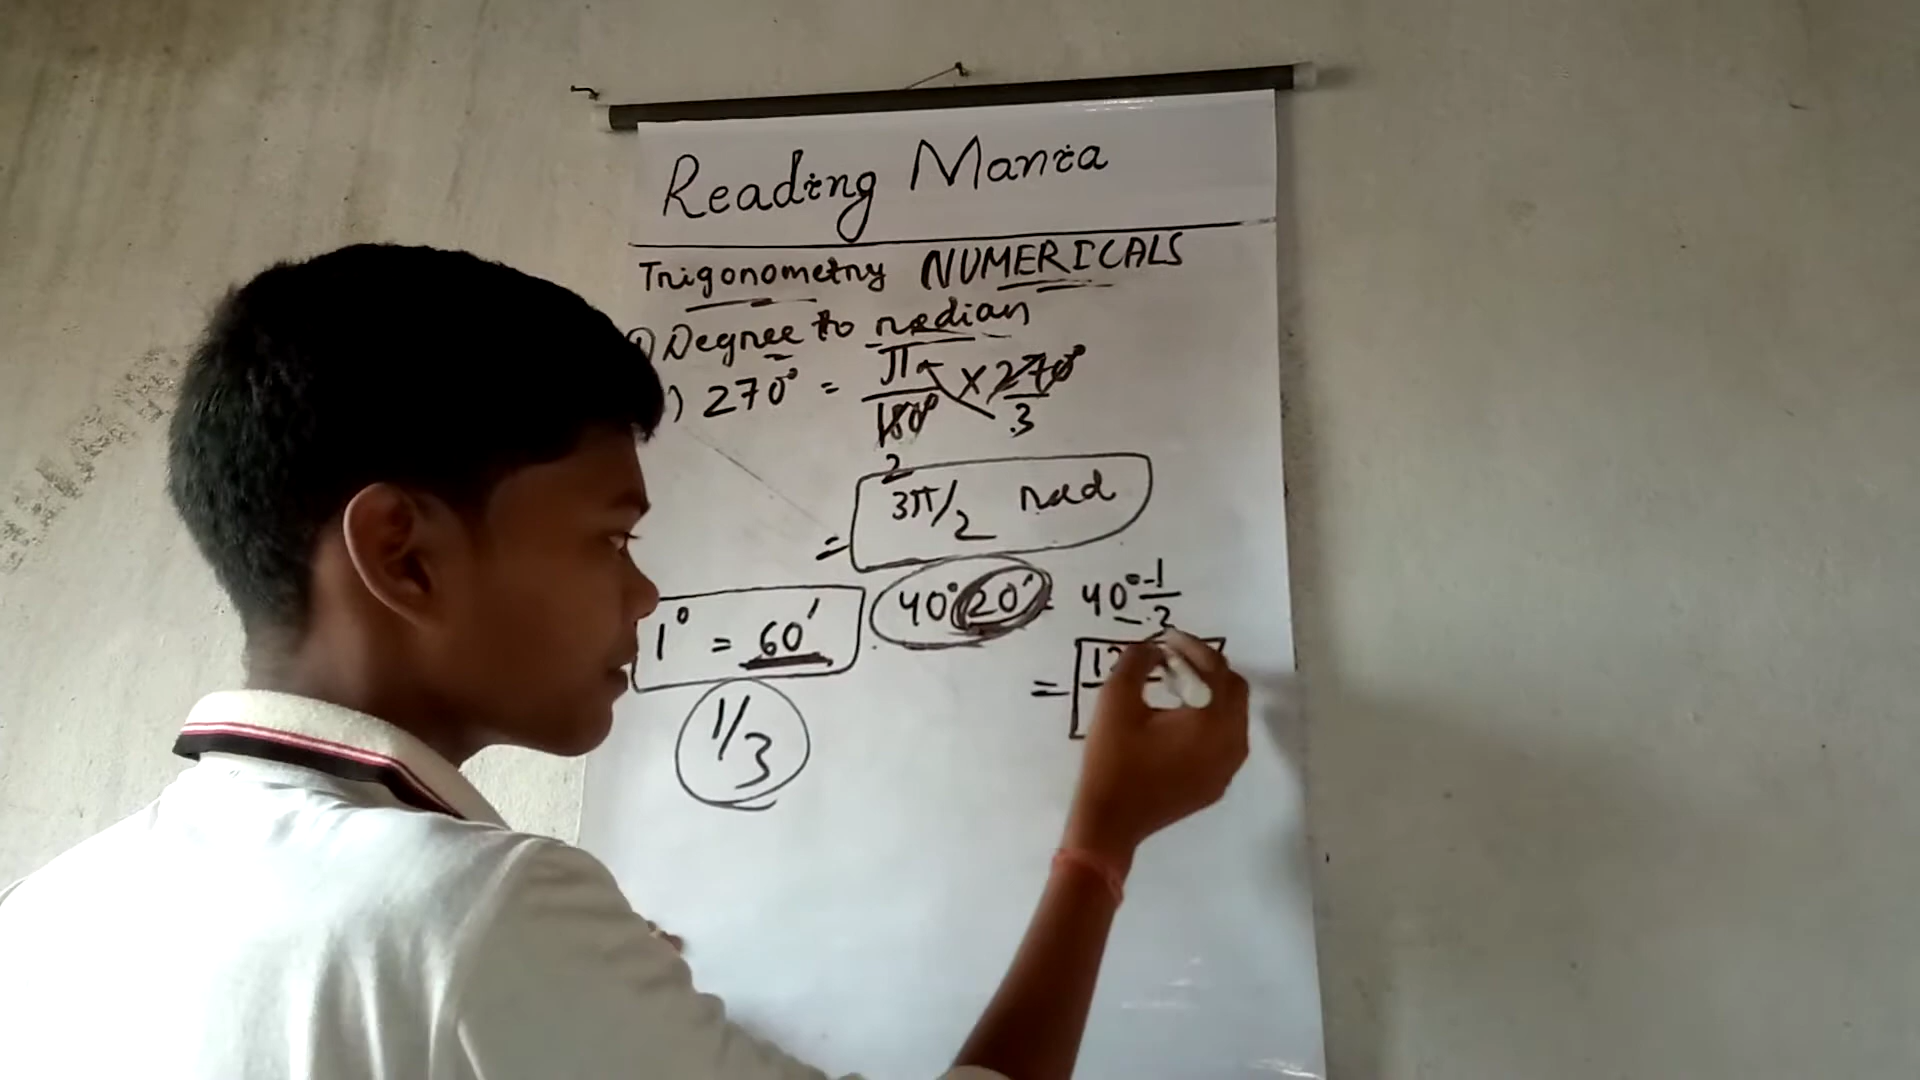 Reading Mania
Trigonometry NUMERICALS
Degree to radian
) 270° = π/180° × 270°
2 3
= 3π/2 rad
1° = 60' 40°20' = 40° 1/3
1/3
=